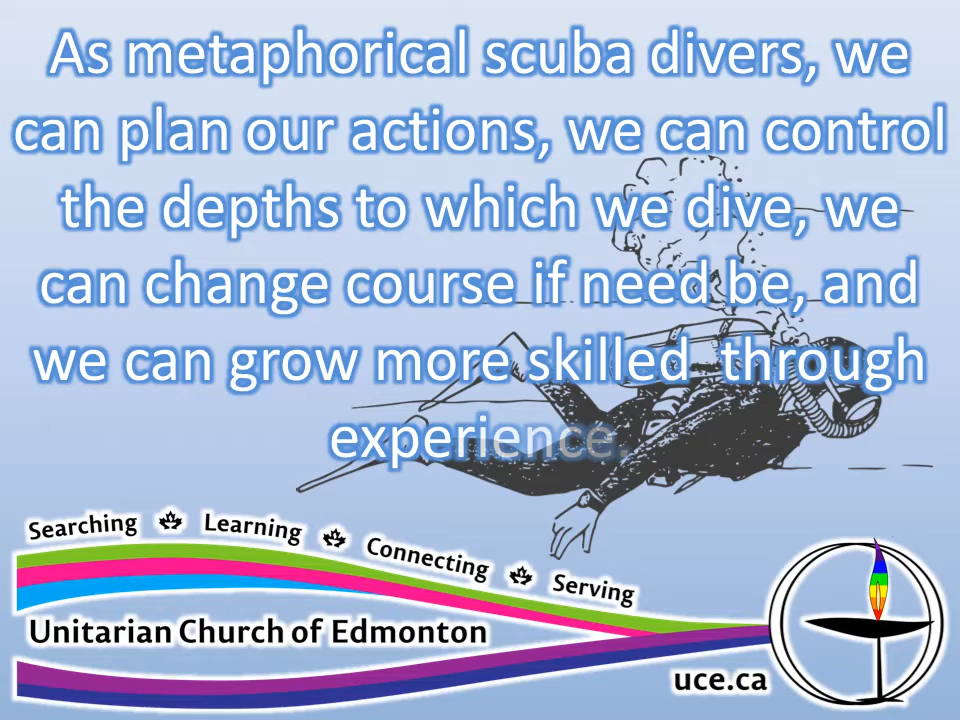 As metaphorical scuba divers, we
can plan our actions, we can control
the depths to which we dive, we
can change course if need be, and
we can grow more skilled  through
experience.
Searching Learning Connecting Serving
Unitarian Church of Edmonton
uce.ca